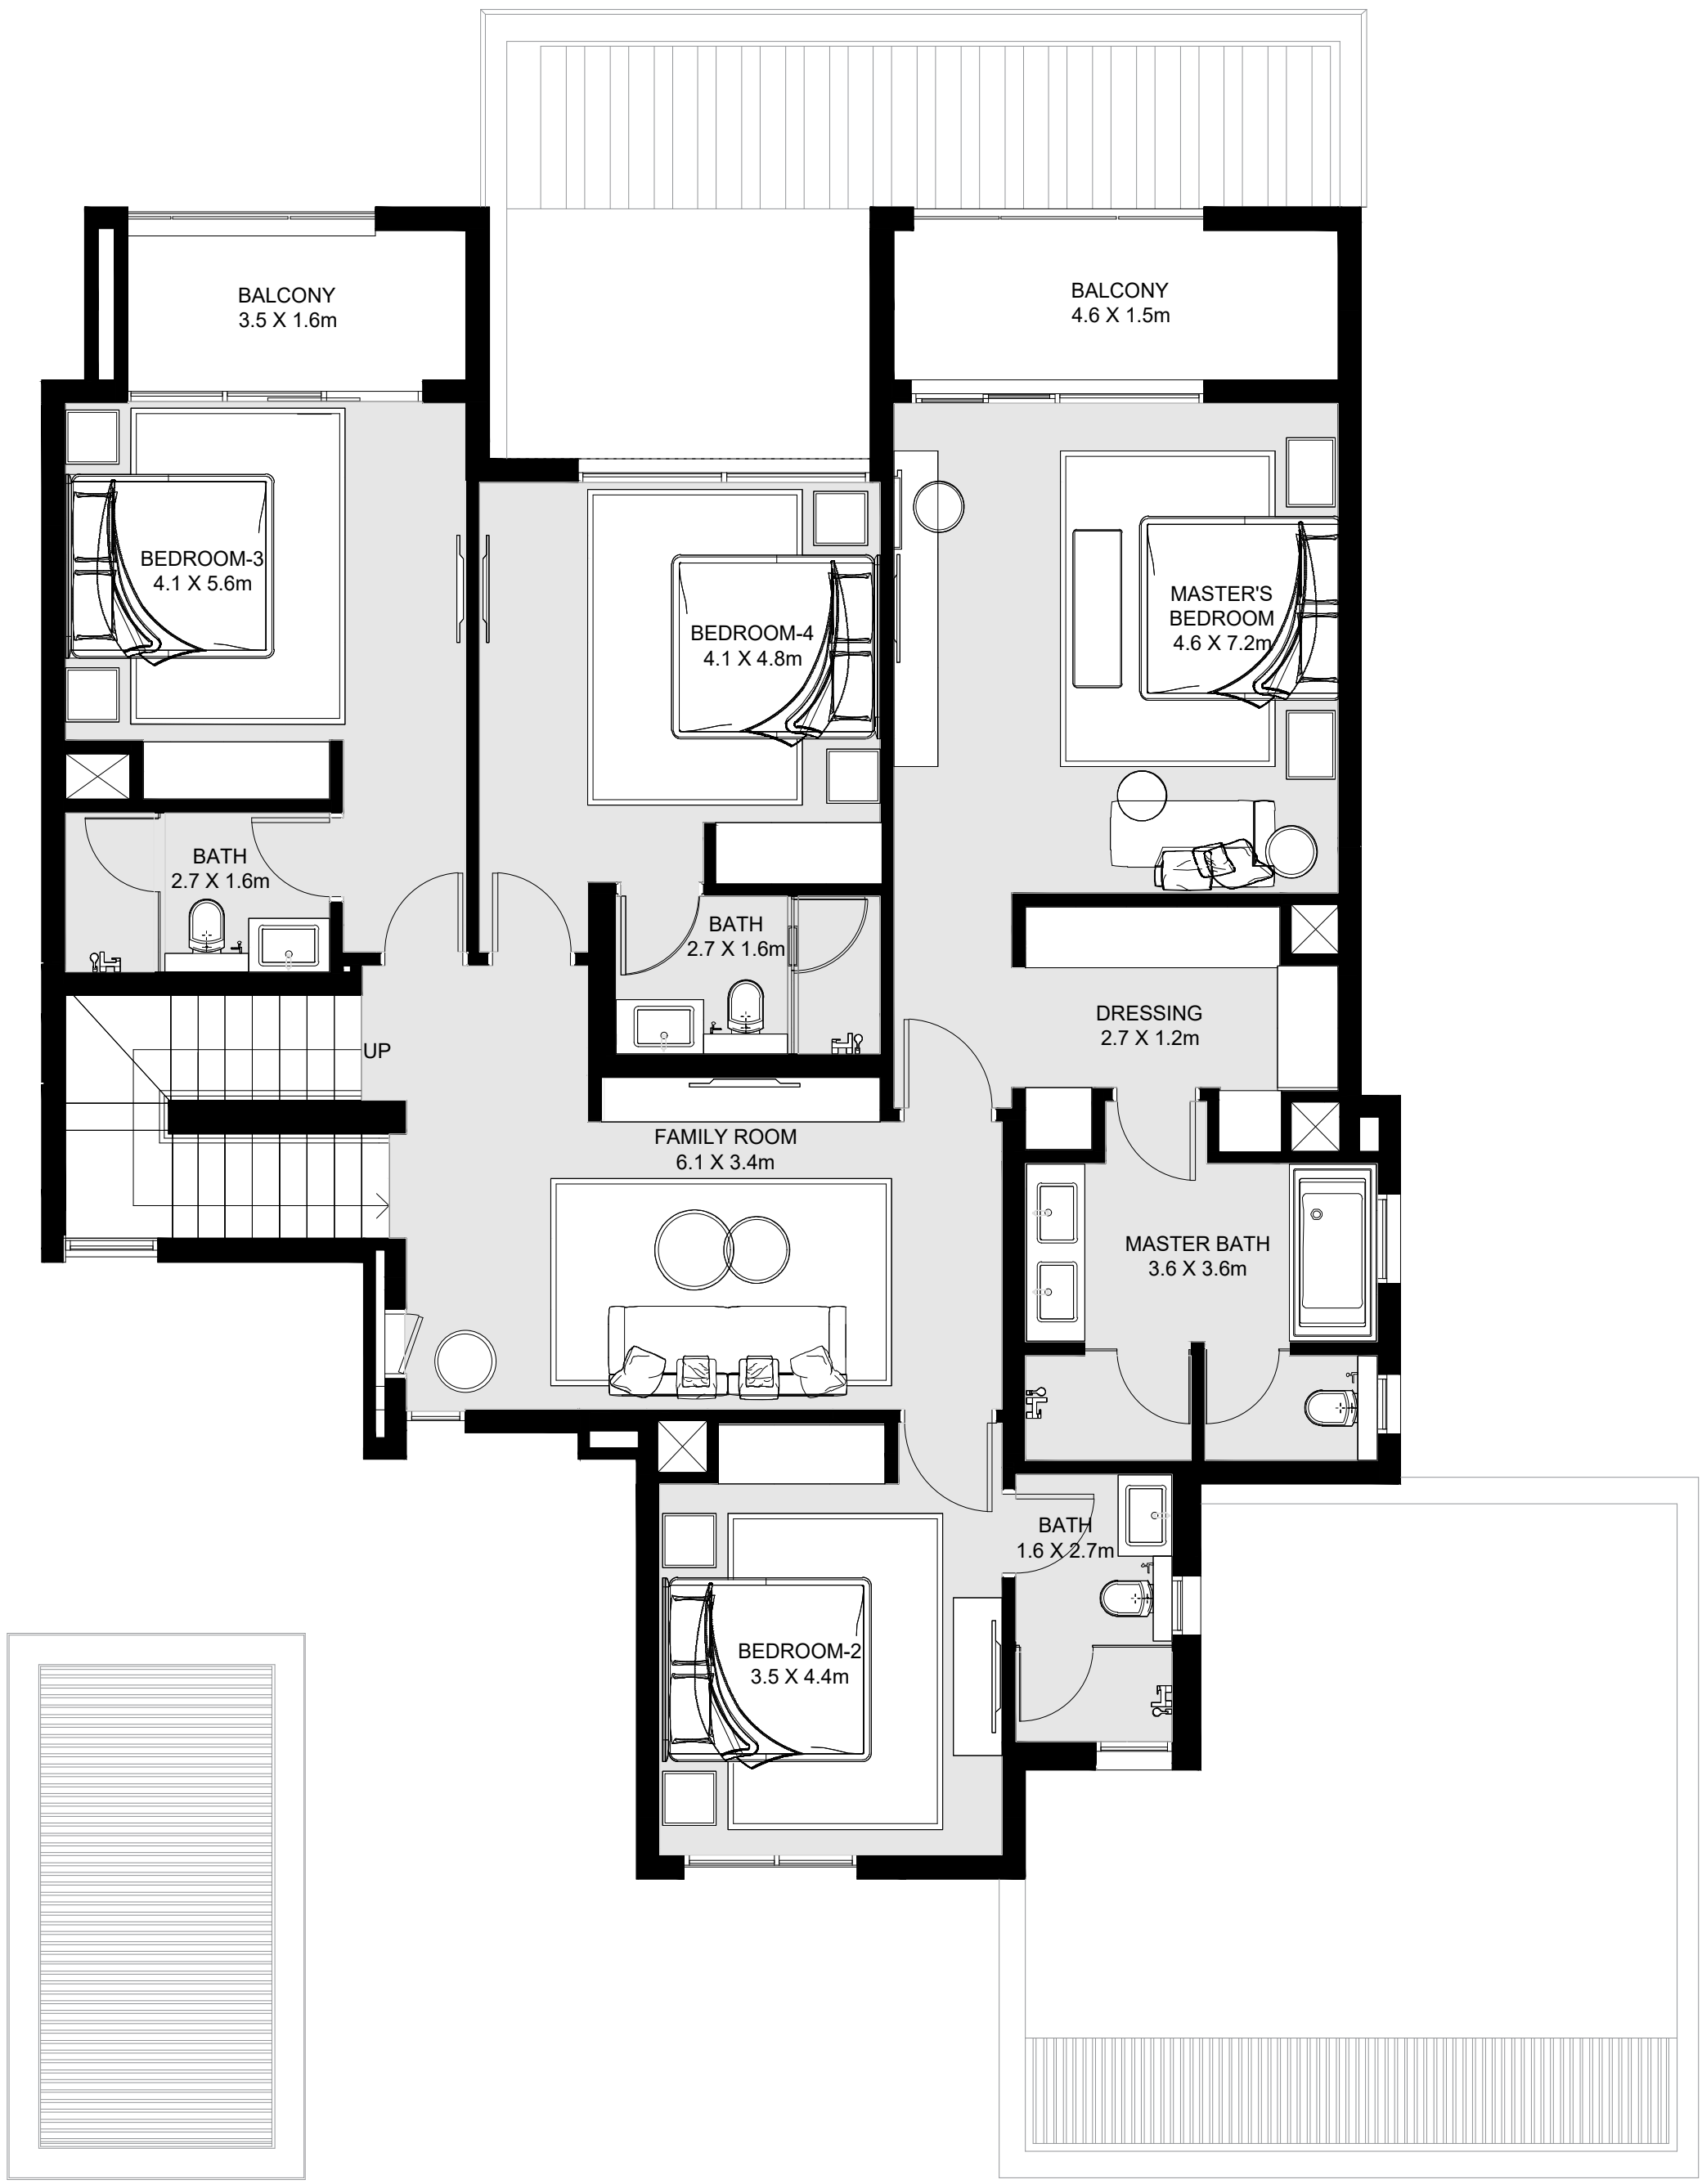 BALCONY
3.5 X 1.6m
BALCONY
4.6 X 1.5m
BEDROOM-3
4.1 X 5.6m
BEDROOM-4
4.1 X 4.8m
MASTER'S
BEDROOM
4.6 X 7.2m
BATH
2.7 X 1.6m
BATH
2.7 X 1.6m
DRESSING
2.7 X 1.2m
UP
FAMILY ROOM
6.1 X 3.4m
MASTER BATH
3.6 X 3.6m
BATH
1.6 X 2.7m
BEDROOM-2
3.5 X 4.4m